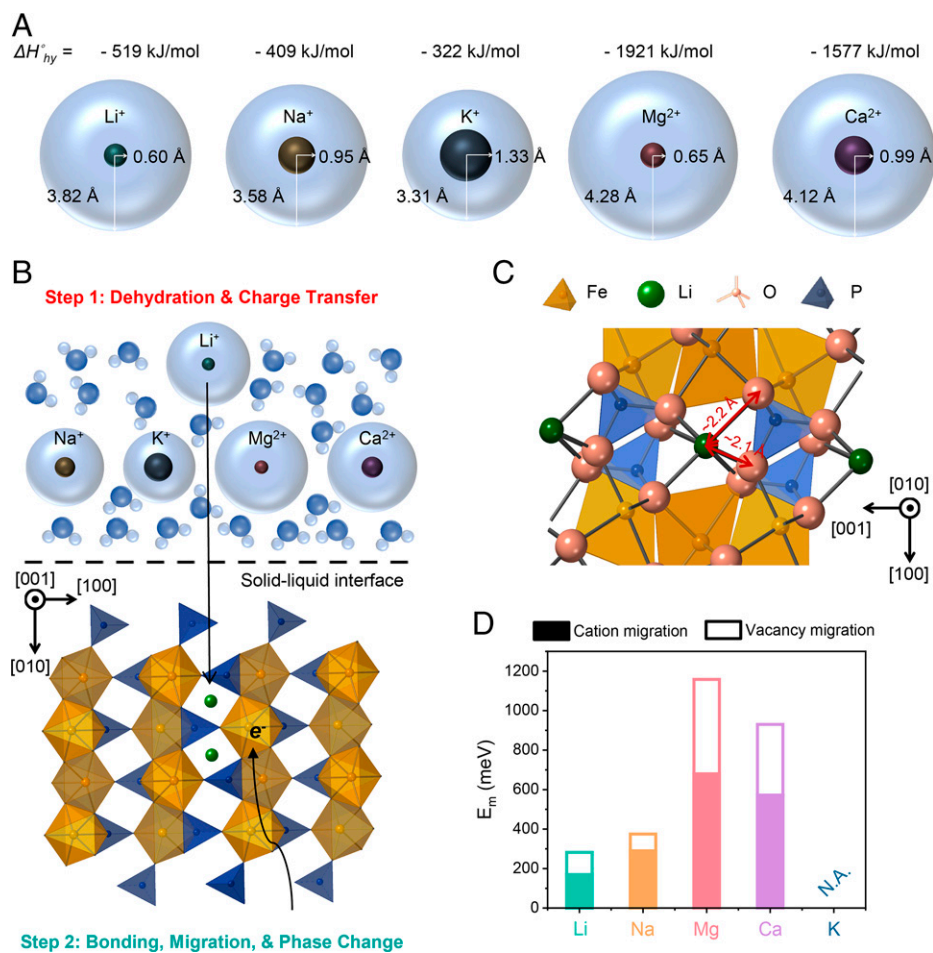 A
ΔH°hy = - 519 kJ/mol - 409 kJ/mol - 322 kJ/mol - 1921 kJ/mol - 1577 kJ/mol
Li⁺ Na⁺ K⁺ Mg²⁺ Ca²⁺
0.60 Å 0.95 Å 1.33 Å 0.65 Å 0.99 Å
3.82 Å 3.58 Å 3.31 Å 4.28 Å 4.12 Å
B
Step 1: Dehydration & Charge Transfer
Li⁺
Na⁺ K⁺ Mg²⁺ Ca²⁺
Solid-liquid interface
[001]
[100]
[010]
e⁻
Step 2: Bonding, Migration, & Phase Change
C
Fe Li O P
~2.2 Å
~2.1 Å
[010]
[001]
[100]
D
Cation migration Vacancy migration
Eₘ (meV)
1200
1000
800
600
400
200
0
N.A.
Li Na Mg Ca K